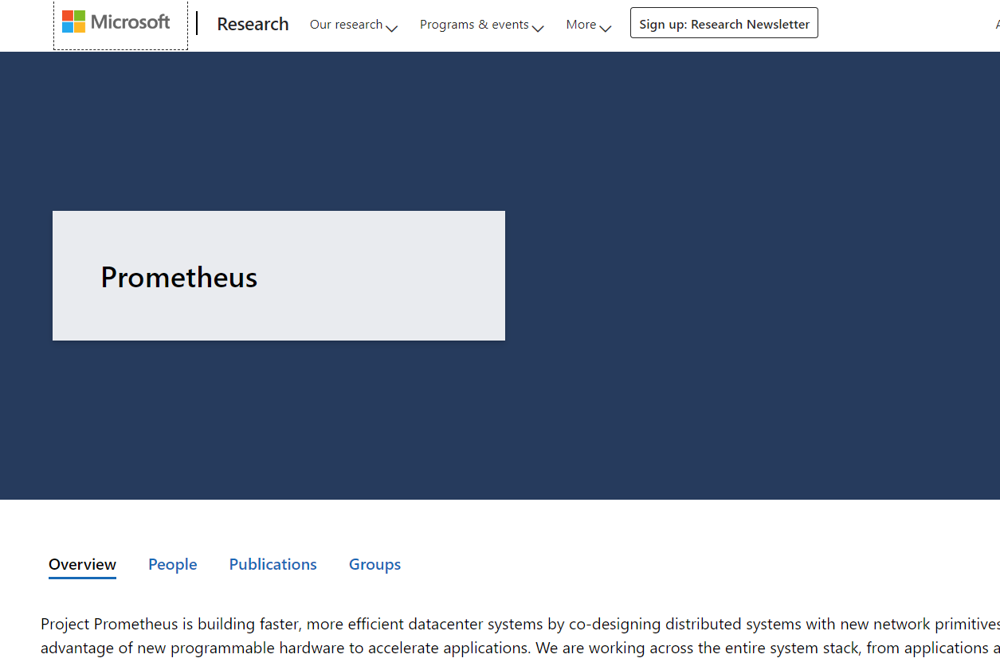 Microsoft Research Our research Programs & events More Sign up: Research Newsletter
Prometheus
Overview People Publications Groups
Project Prometheus is building faster, more efficient datacenter systems by co-designing distributed systems with new network primitives
advantage of new programmable hardware to accelerate applications. We are working across the entire system stack, from applications a